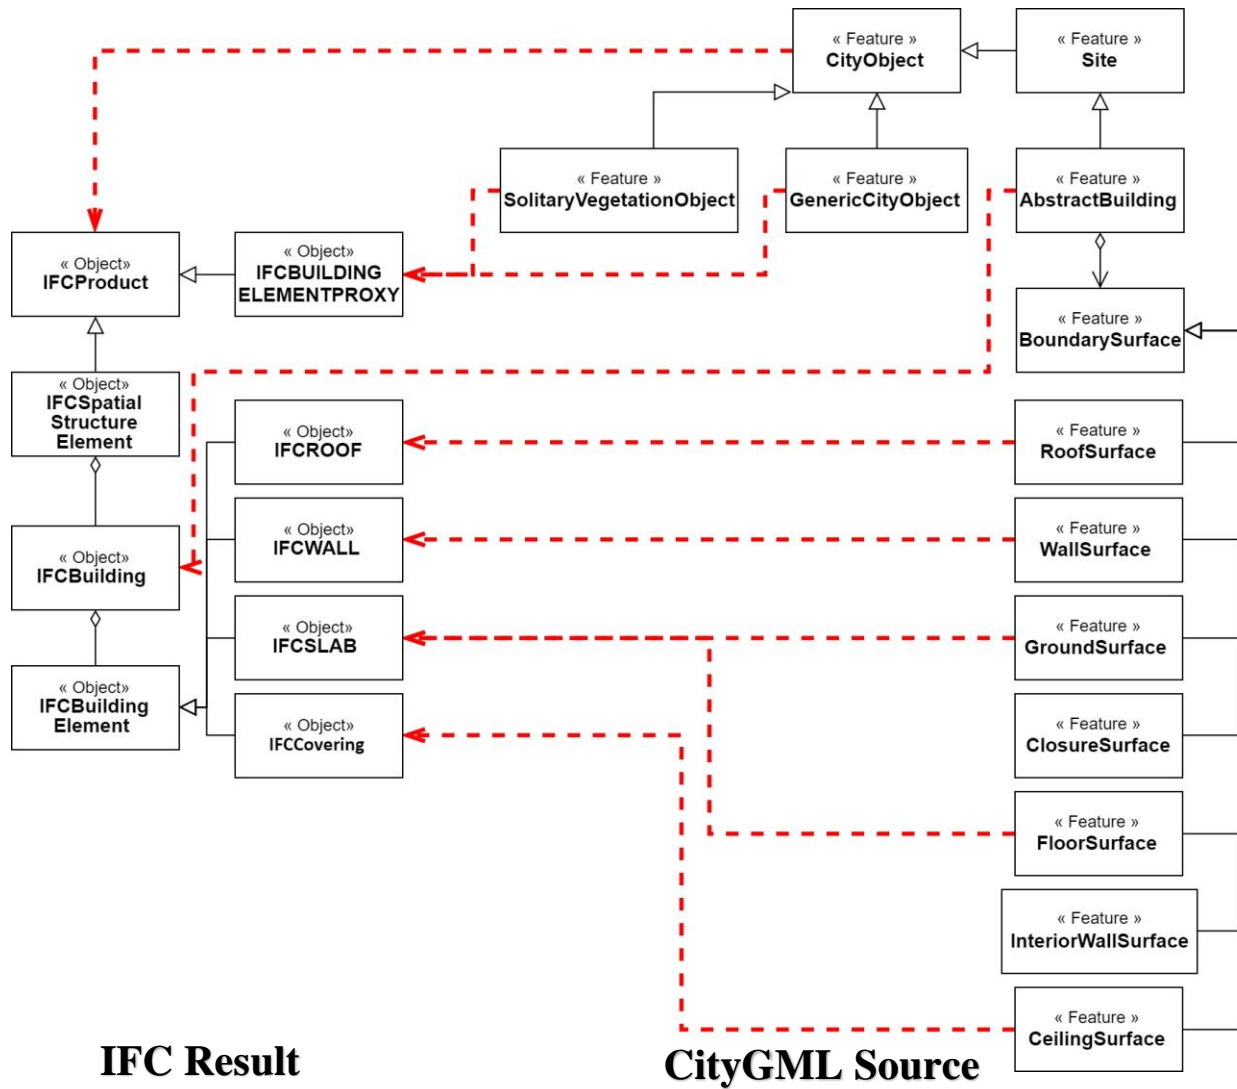 « Feature »
CityObject
« Feature »
Site
« Feature »
SolitaryVegetationObject
« Feature »
GenericCityObject
« Feature »
AbstractBuilding
« Object»
IFCProduct
« Object»
IFCBUILDING
ELEMENTPROXY
« Feature »
BoundarySurface
« Object»
IFCSpatial
Structure
Element
« Object»
IFCROOF
« Feature »
RoofSurface
« Object»
IFCWALL
« Feature »
WallSurface
« Object»
IFCBuilding
« Object»
IFCSLAB
« Feature »
GroundSurface
« Object»
IFCBuilding
Element
« Object»
IFCCovering
« Feature »
ClosureSurface
« Feature »
FloorSurface
« Feature »
InteriorWallSurface
« Feature »
CeilingSurface
IFC Result
CityGML Source